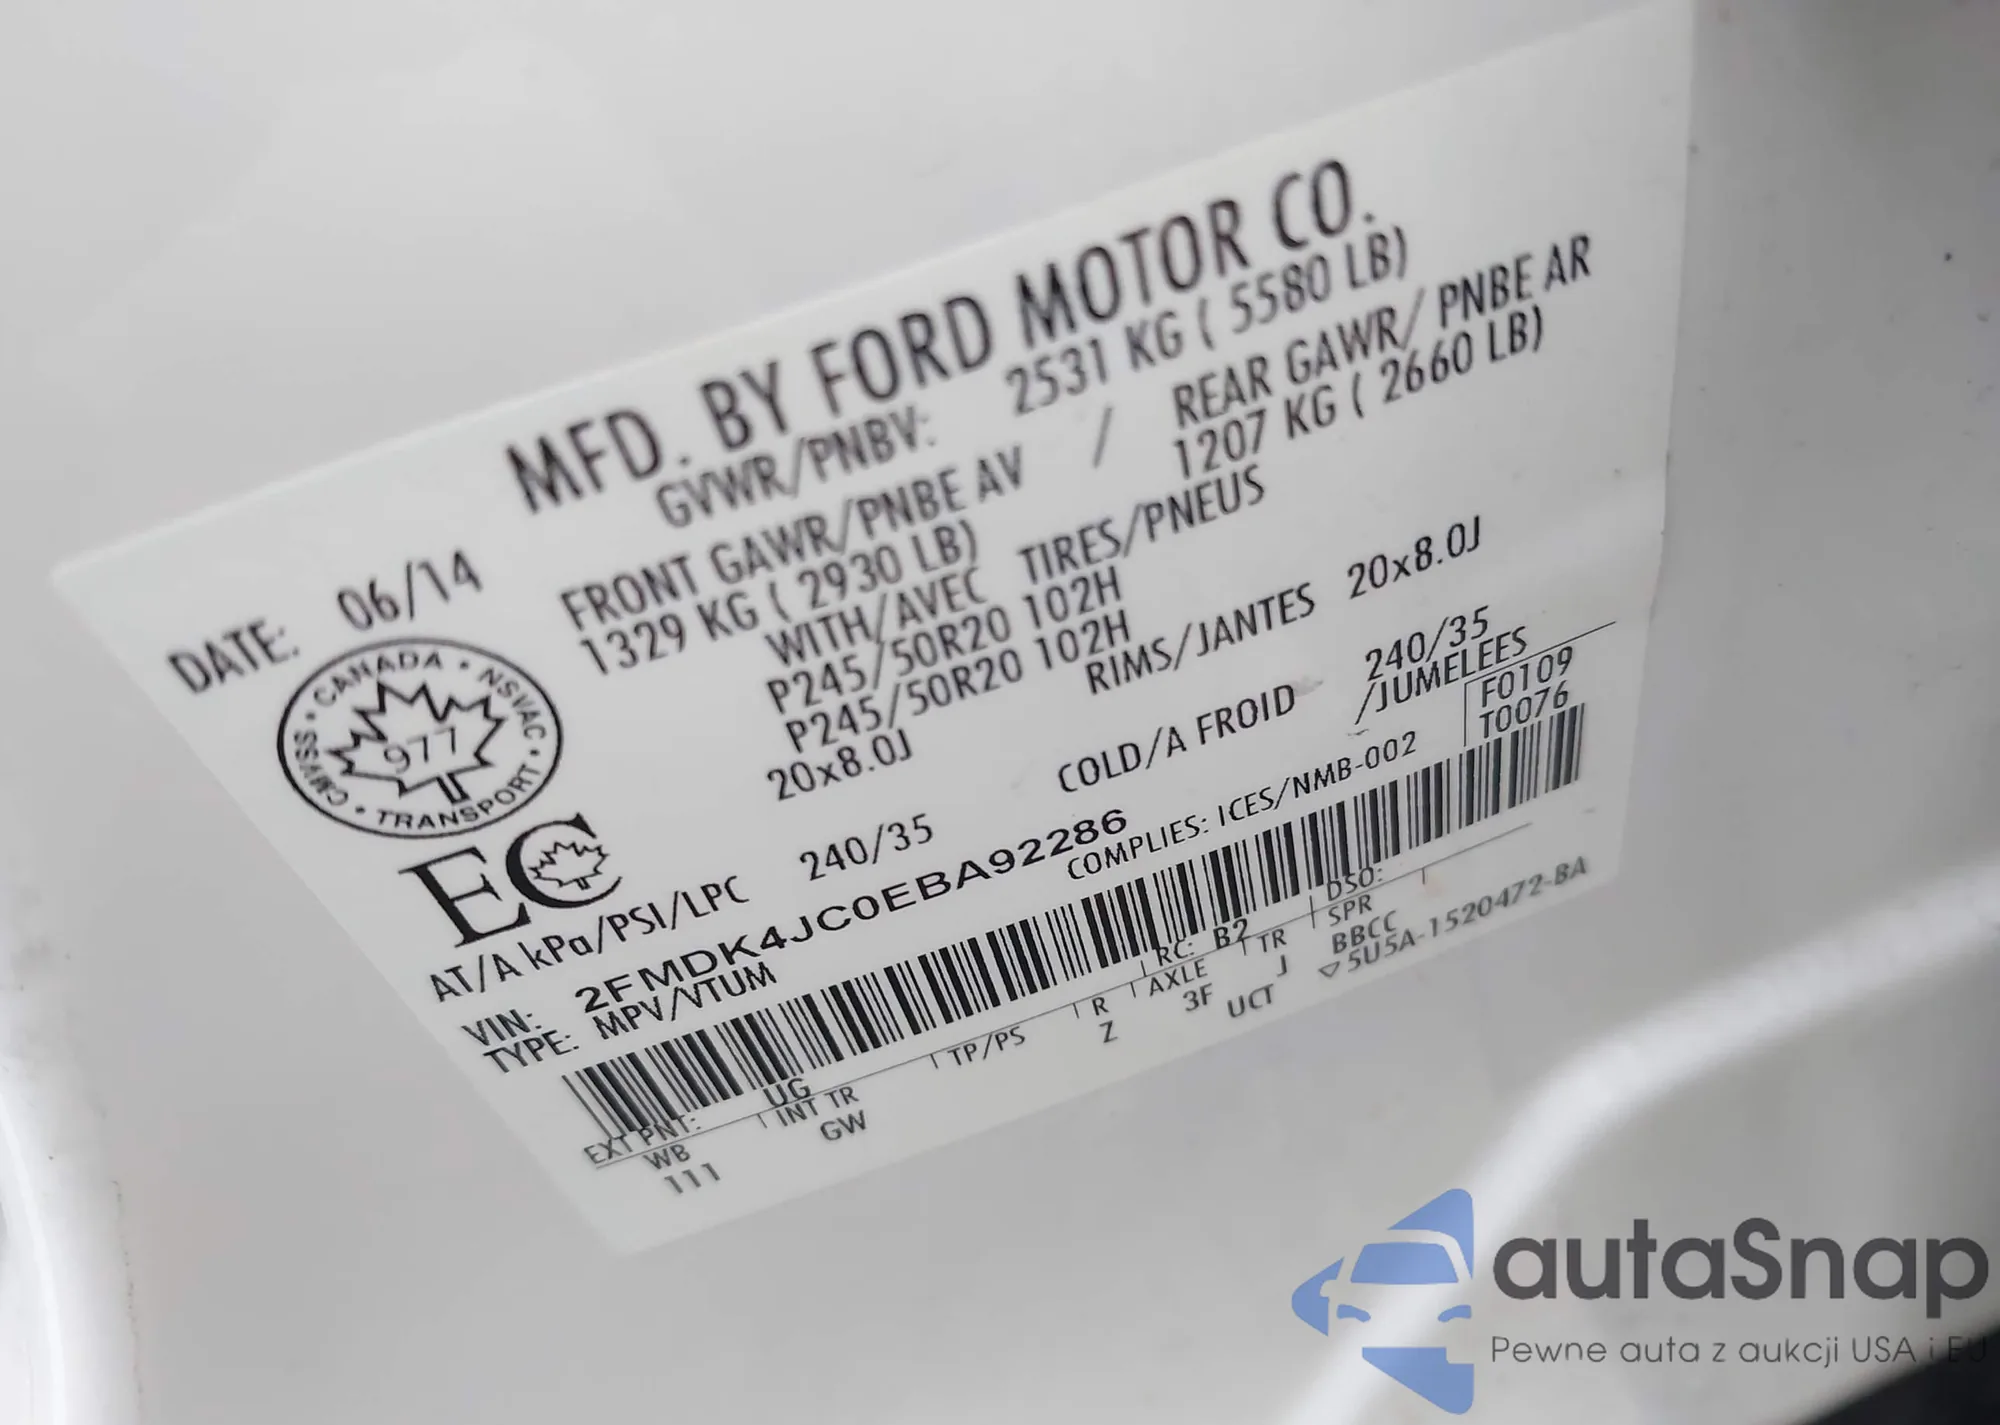 MFD. BY FORD MOTOR CO.
DATE: 06/14
GVWR/PNBV: 2531 KG ( 5580 LB)
FRONT GAWR/PNBE AV / REAR GAWR/ PNBE AR
1329 KG ( 2930 LB) 1207 KG ( 2660 LB)
WITH/AVEC TIRES/PNEUS
P245/50R20 102H
P245/50R20 102H
20x8.0J RIMS/JANTES 20x8.0J
CANADA · NSVAC · TRANSPORT · CMVSS ·
977
EC
AT/A kPa/PSI/LPC 240/35 COLD/A FROID 240/35
/JUMELEES
VIN: 2FMDK4JC0EBA92286
COMPLIES: ICES/NMB-002
F0109
T0076
TYPE: MPV/VTUM
EXT PNT: UG RC: B2 DSO:
WB INT TR TP/PS R AXLE TR SPR
111 GW Z 3F J BBCC
UCT 5U5A-1520472-BA
autaSnap
Pewne auta z aukcji USA i EU